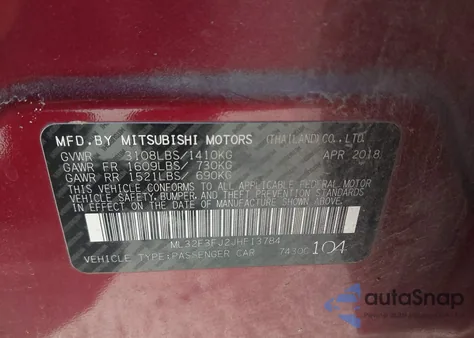 MFD.BY MITSUBISHI MOTORS (THAILAND) CO., LTD.
GVWR 3108LBS/1410KG APR 2018
GAWR FR 1609LBS/ 730KG
GAWR RR 1521LBS/ 690KG
THIS VEHICLE CONFORMS TO ALL APPLICABLE FEDERAL MOTOR
VEHICLE SAFETY, BUMPER, AND THEFT PREVENTION STANDARDS
IN EFFECT ON THE DATE OF MANUFACTURE SHOWN ABOVE.
ML32F3FJ2JHF13784
VEHICLE TYPE:PASSENGER CAR 74300 104
autoSnap
powered by